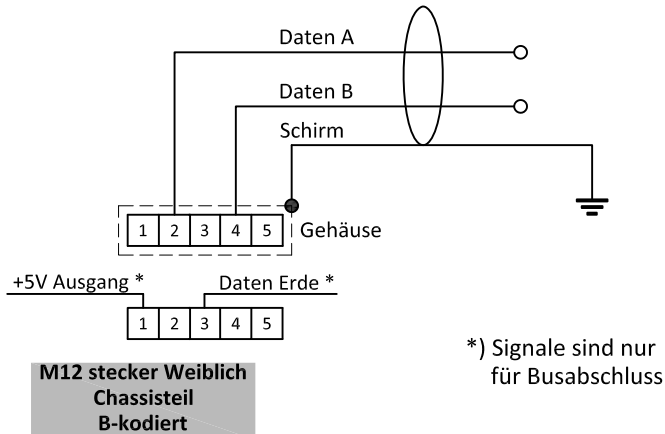 Daten A
Daten B
Schirm
1 2 3 4 5 Gehäuse
+5V Ausgang * Daten Erde *
1 2 3 4 5
*) Signale sind nur
für Busabschluss
M12 stecker Weiblich
Chassisteil
B-kodiert